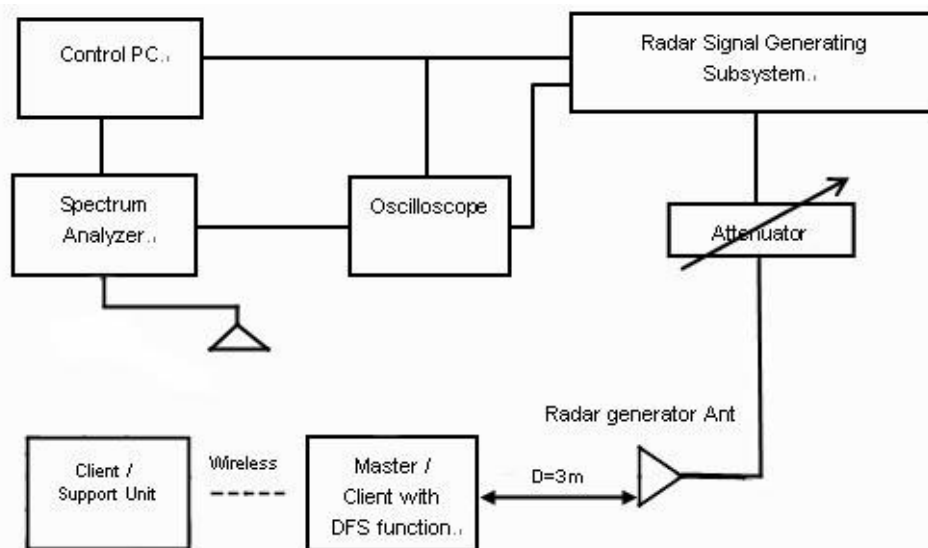 Control PC.
Radar Signal Generating
Subsystem.
Spectrum
Analyzer.
Oscilloscope
Attenuator
Radar generator Ant
Client /
Support Unit
Wireless
Master /
Client with
DFS function.
D=3m